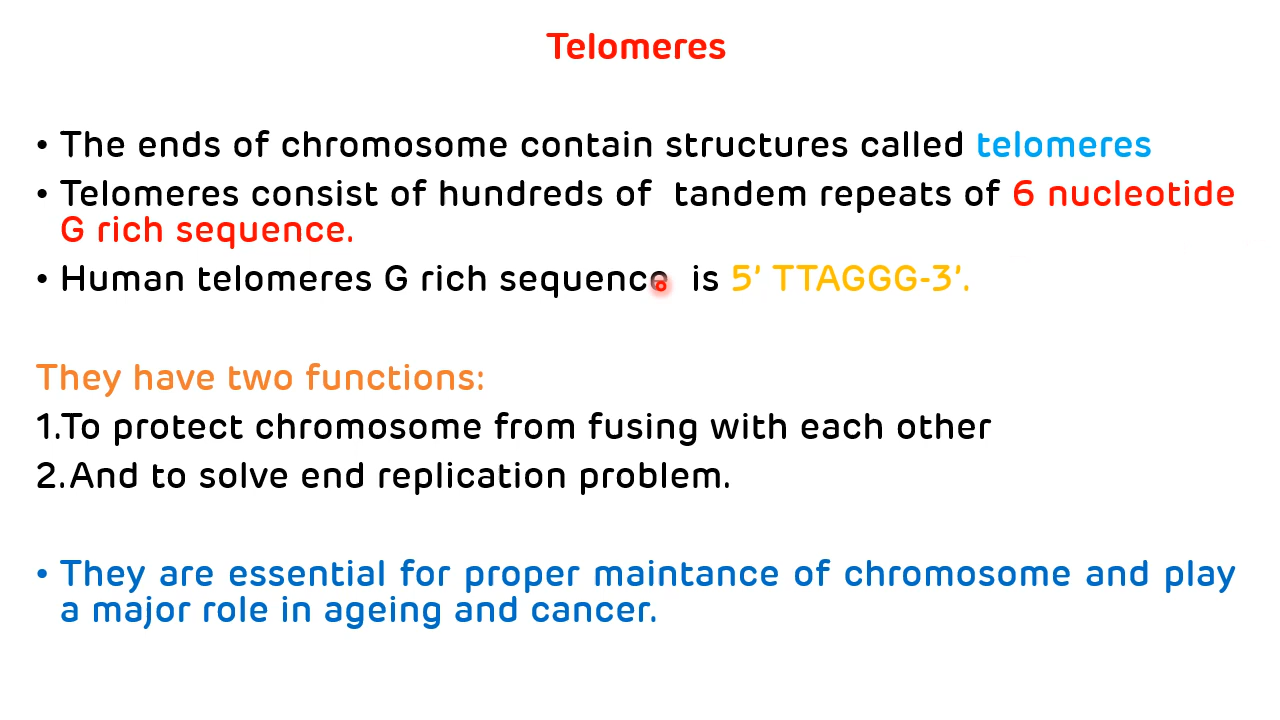 Telomeres
• The ends of chromosome contain structures called telomeres
• Telomeres consist of hundreds of tandem repeats of 6 nucleotide
G rich sequence.
• Human telomeres G rich sequence is 5’ TTAGGG-3’.
They have two functions:
1.To protect chromosome from fusing with each other
2.And to solve end replication problem.
• They are essential for proper maintance of chromosome and play
a major role in ageing and cancer.